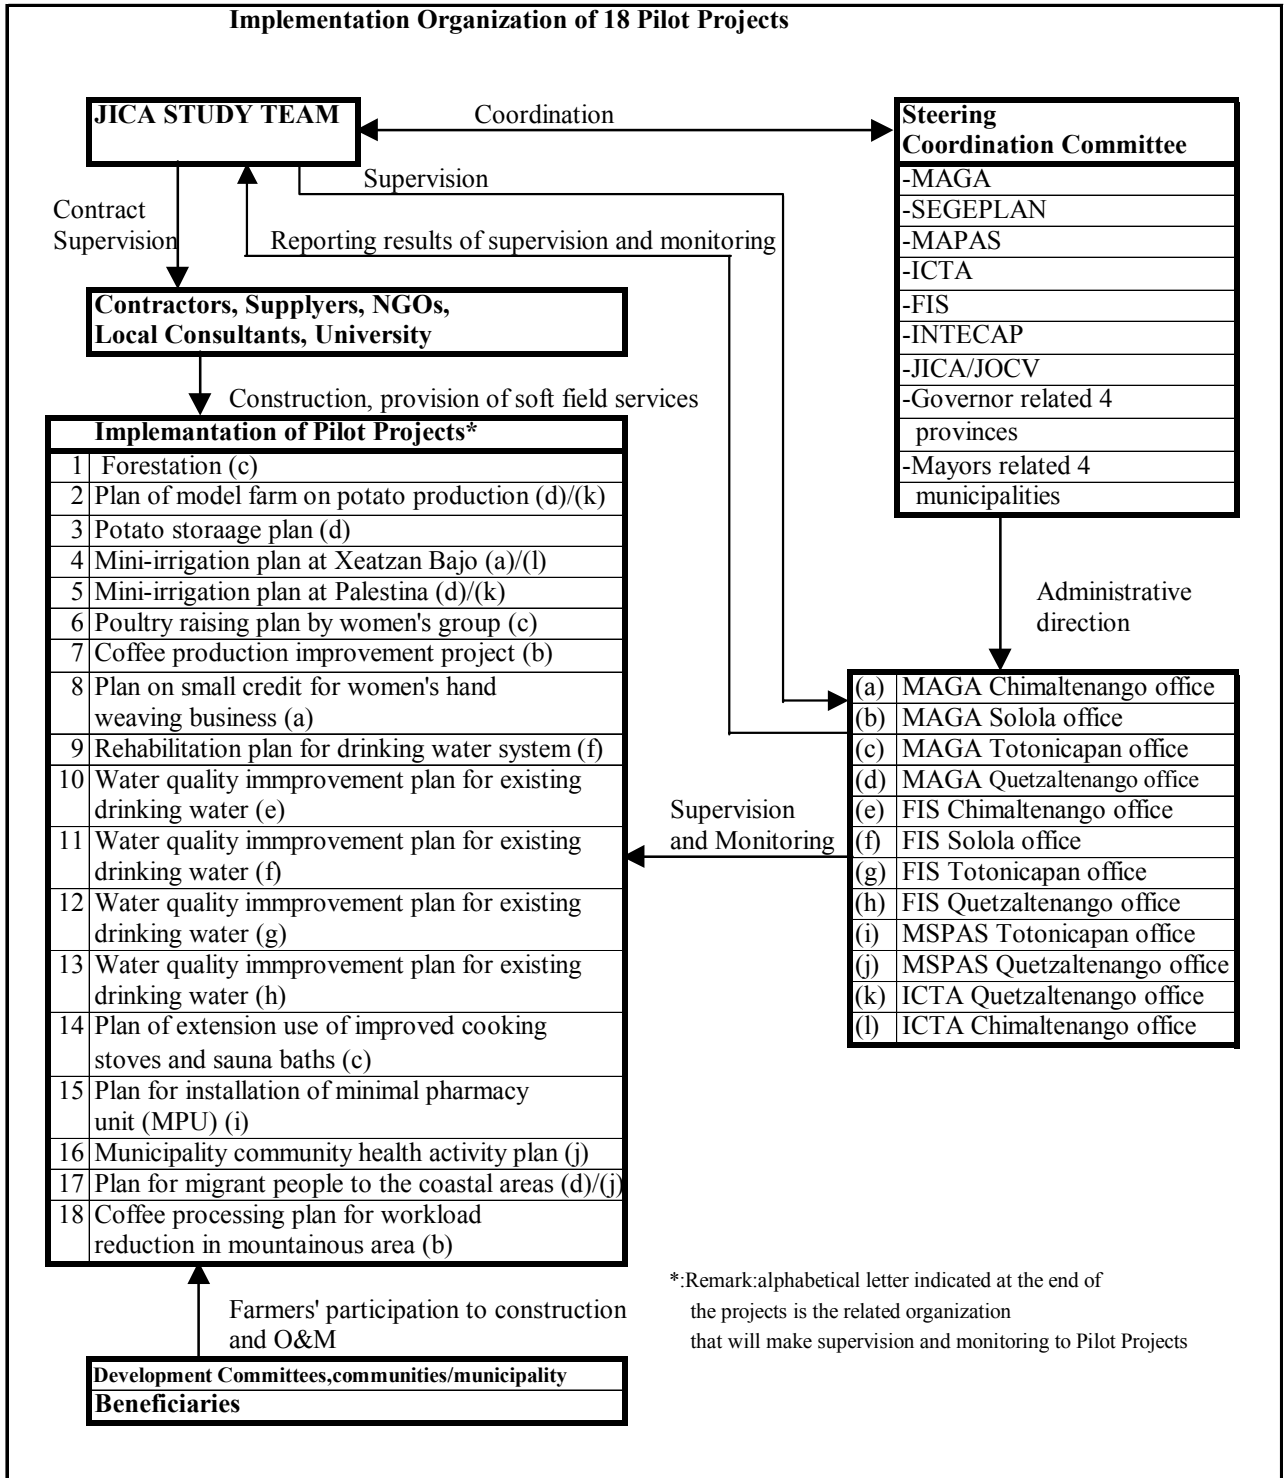 Implementation Organization of 18 Pilot Projects
JICA STUDY TEAM
Coordination
Steering
Coordination Committee
-MAGA
-SEGEPLAN
-MAPAS
-ICTA
-FIS
-INTECAP
-JICA/JOCV
-Governor related 4
provinces
-Mayors related 4
municipalities
Supervision
Contract
Supervision
Reporting results of supervision and monitoring
Contractors, Supplyers, NGOs,
Local Consultants, University
Construction, provision of soft field services
Implemantation of Pilot Projects*
1 Forestation (c)
2 Plan of model farm on potato production (d)/(k)
3 Potato storaage plan (d)
4 Mini-irrigation plan at Xeatzan Bajo (a)/(l)
5 Mini-irrigation plan at Palestina (d)/(k)
6 Poultry raising plan by women's group (c)
7 Coffee production improvement project (b)
8 Plan on small credit for women's hand
weaving business (a)
9 Rehabilitation plan for drinking water system (f)
10 Water quality immprovement plan for existing
drinking water (e)
11 Water quality immprovement plan for existing
drinking water (f)
12 Water quality immprovement plan for existing
drinking water (g)
13 Water quality immprovement plan for existing
drinking water (h)
14 Plan of extension use of improved cooking
stoves and sauna baths (c)
15 Plan for installation of minimal pharmacy
unit (MPU) (i)
16 Municipality community health activity plan (j)
17 Plan for migrant people to the coastal areas (d)/(j)
18 Coffee processing plan for workload
reduction in mountainous area (b)
Administrative
direction
(a) MAGA Chimaltenango office
(b) MAGA Solola office
(c) MAGA Totonicapan office
(d) MAGA Quetzaltenango office
(e) FIS Chimaltenango office
(f) FIS Solola office
(g) FIS Totonicapan office
(h) FIS Quetzaltenango office
(i) MSPAS Totonicapan office
(j) MSPAS Quetzaltenango office
(k) ICTA Quetzaltenango office
(l) ICTA Chimaltenango office
Supervision
and Monitoring
*:Remark:alphabetical letter indicated at the end of
the projects is the related organization
that will make supervision and monitoring to Pilot Projects
Farmers' participation to construction
and O&M
Development Committees,communities/municipality
Beneficiaries